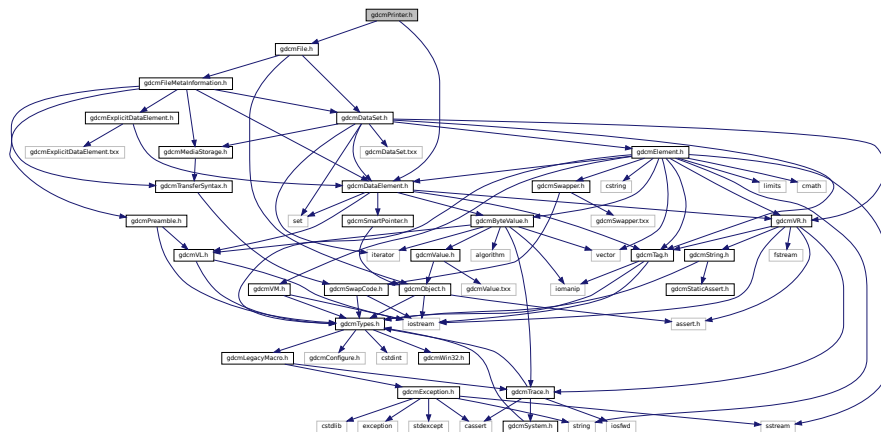 gdcmPrinter.h
gdcmFile.h
gdcmFileMetaInformation.h
gdcmExplicitDataElement.h
gdcmDataSet.h
gdcmExplicitDataElement.txx
gdcmMediaStorage.h
gdcmDataSet.txx
gdcmElement.h
gdcmTransferSyntax.h
gdcmDataElement.h
gdcmSwapper.h
cstring
limits
cmath
gdcmPreamble.h
set
gdcmSmartPointer.h
gdcmByteValue.h
gdcmSwapper.txx
gdcmVR.h
gdcmVL.h
iterator
gdcmValue.h
algorithm
vector
gdcmTag.h
gdcmString.h
fstream
gdcmVM.h
gdcmSwapCode.h
gdcmObject.h
gdcmValue.txx
iomanip
gdcmStaticAssert.h
gdcmTypes.h
iostream
assert.h
gdcmLegacyMacro.h
gdcmConfigure.h
cstdint
gdcmWin32.h
gdcmException.h
gdcmTrace.h
cstdlib
exception
stdexcept
cassert
gdcmSystem.h
string
iosfwd
sstream